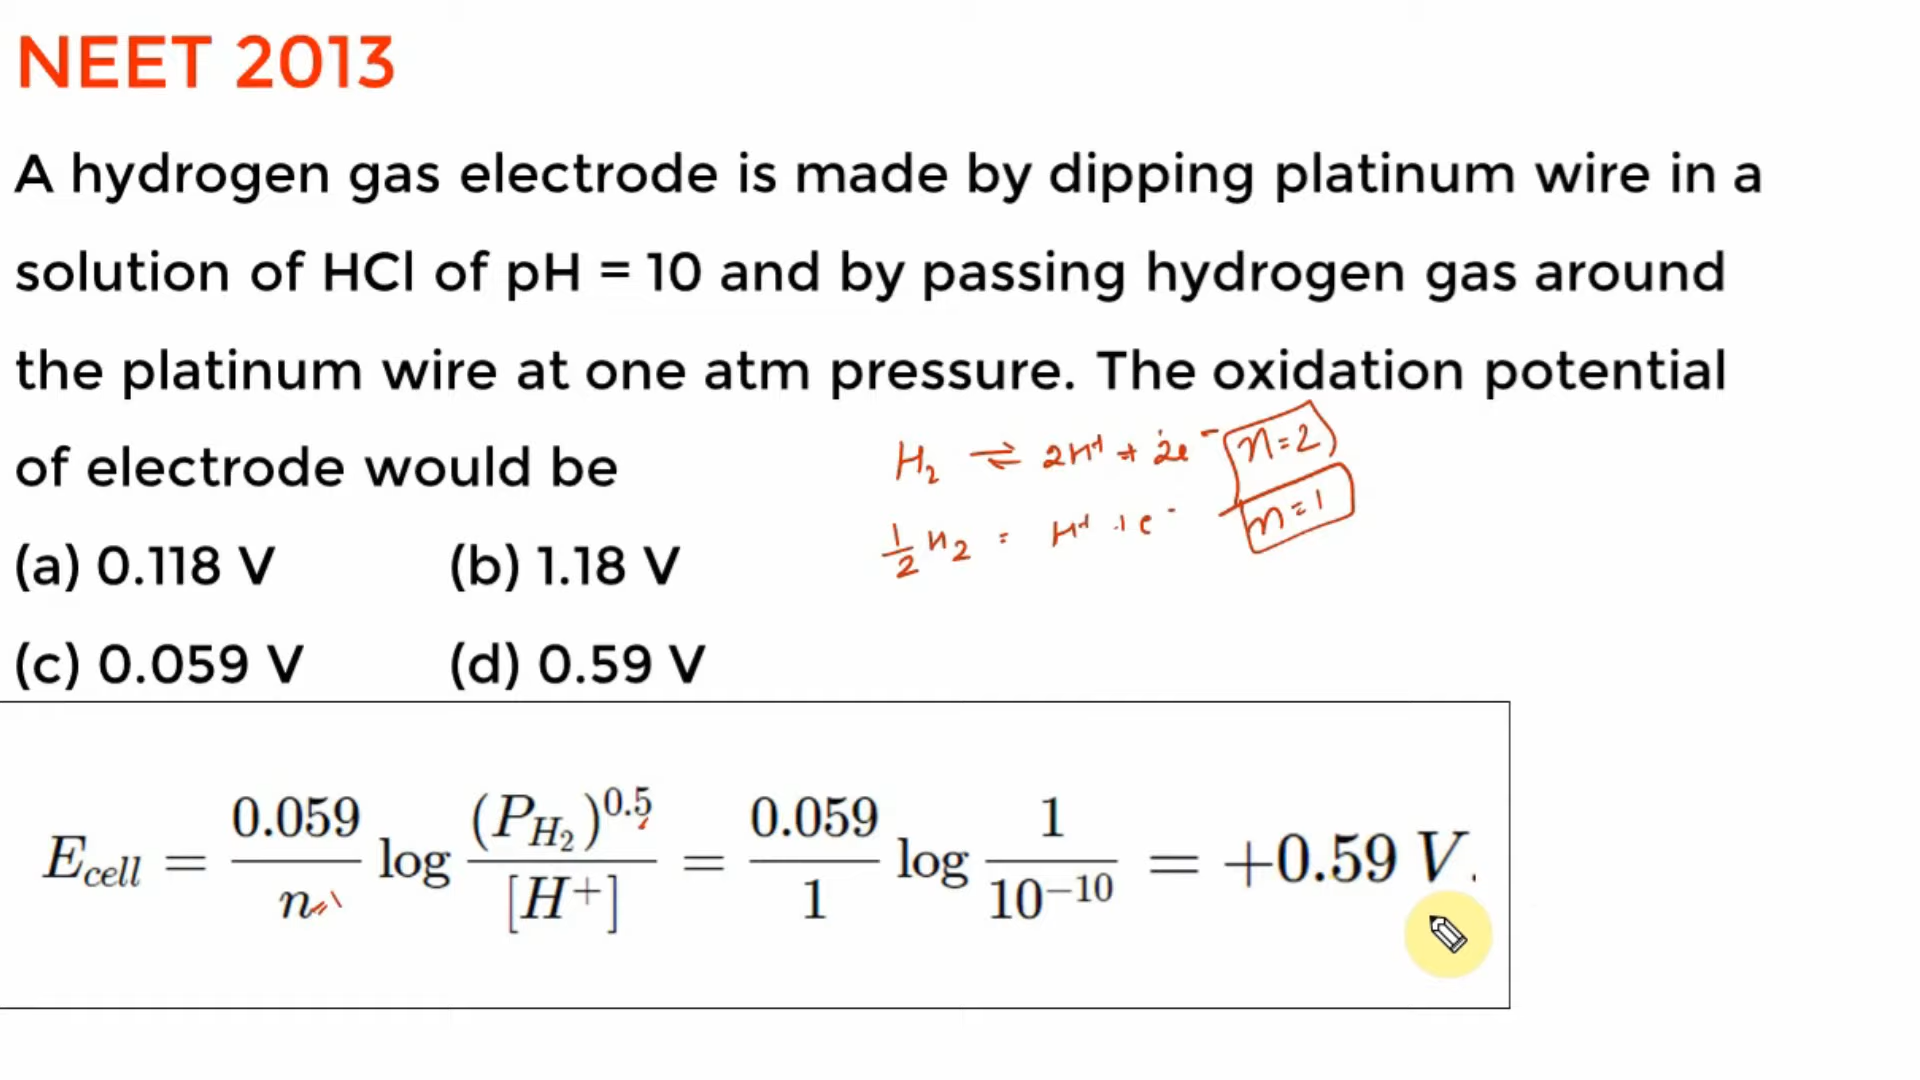 NEET 2013
A hydrogen gas electrode is made by dipping platinum wire in a
solution of HCl of pH = 10 and by passing hydrogen gas around
the platinum wire at one atm pressure. The oxidation potential
of electrode would be
H₂ ⇌ 2H⁺ + 2e⁻ n=2
½ H₂ = H⁺ + e⁻ n=1
(a) 0.118 V (b) 1.18 V
(c) 0.059 V (d) 0.59 V
E_cell = 0.059/n log (P_H₂)^0.5/[H⁺] = 0.059/1 log 1/10⁻¹⁰ = +0.59 V.
=1